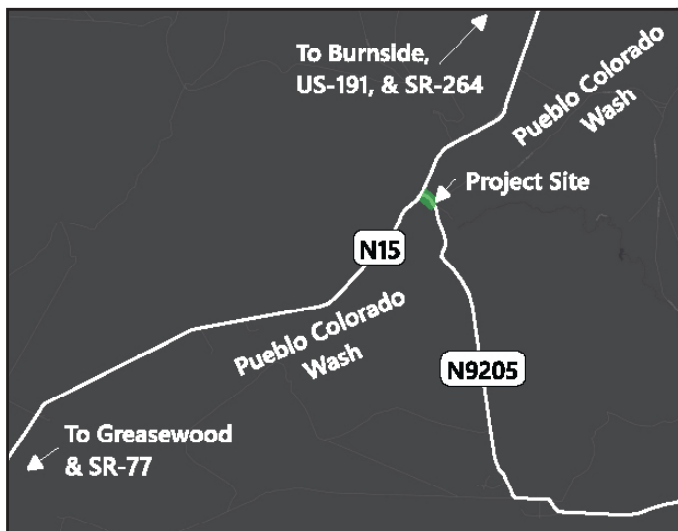 To Burnside,
US-191, & SR-264
Pueblo Colorado
Wash
Project Site
N15
Pueblo Colorado
Wash
N9205
To Greasewood
& SR-77